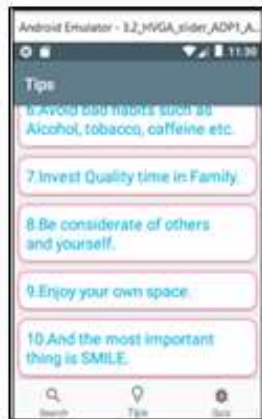 Android Emulator - 3.2_HVGA_slider_ADP1_A...
11:30
Tips
6.Avoid bad habits such as
Alcohol, tobacco, caffeine etc.
7.Invest Quality time in Family.
8.Be considerate of others
and yourself.
9.Enjoy your own space.
10.And the most important
thing is SMILE.
Search Tips Quiz